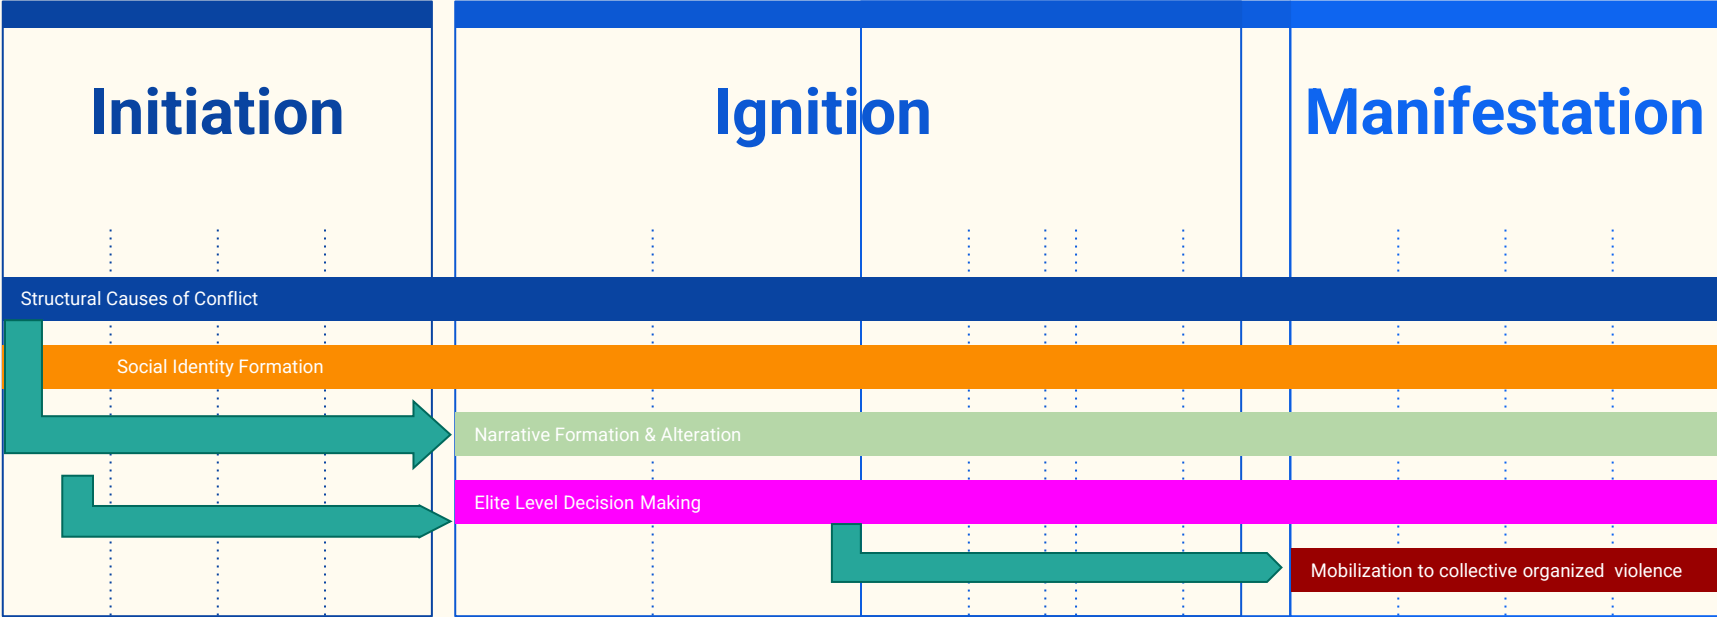 Initiation
Ignition
Manifestation
Structural Causes of Conflict
Social Identity Formation
Narrative Formation & Alteration
Elite Level Decision Making
Mobilization to collective organized  violence